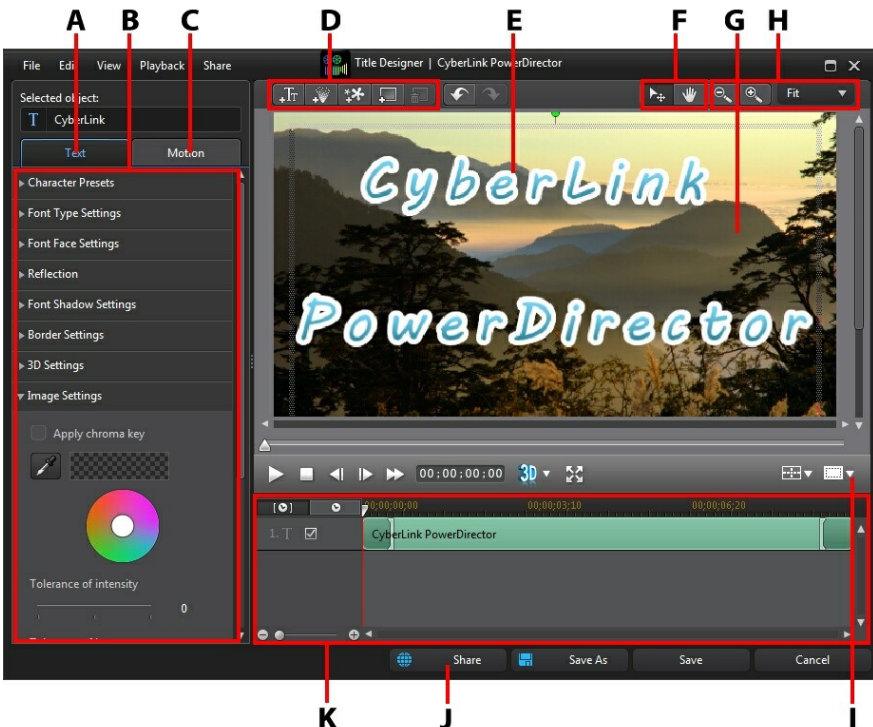 A B C D E F G H
File Edit View Playback Share
Title Designer | CyberLink PowerDirector
Selected object:
T CyberLink
Text Motion
Fit
Character Presets
Font Type Settings
Font Face Settings
Reflection
Font Shadow Settings
Border Settings
3D Settings
Image Settings
Apply chroma key
Tolerance of intensity
0
CyberLink
PowerDirector
00:00:00:00 3D
00;00;00;00 00;00;03;10 00;00;06;20
1. T CyberLink PowerDirector
Share Save As Save Cancel
K J I